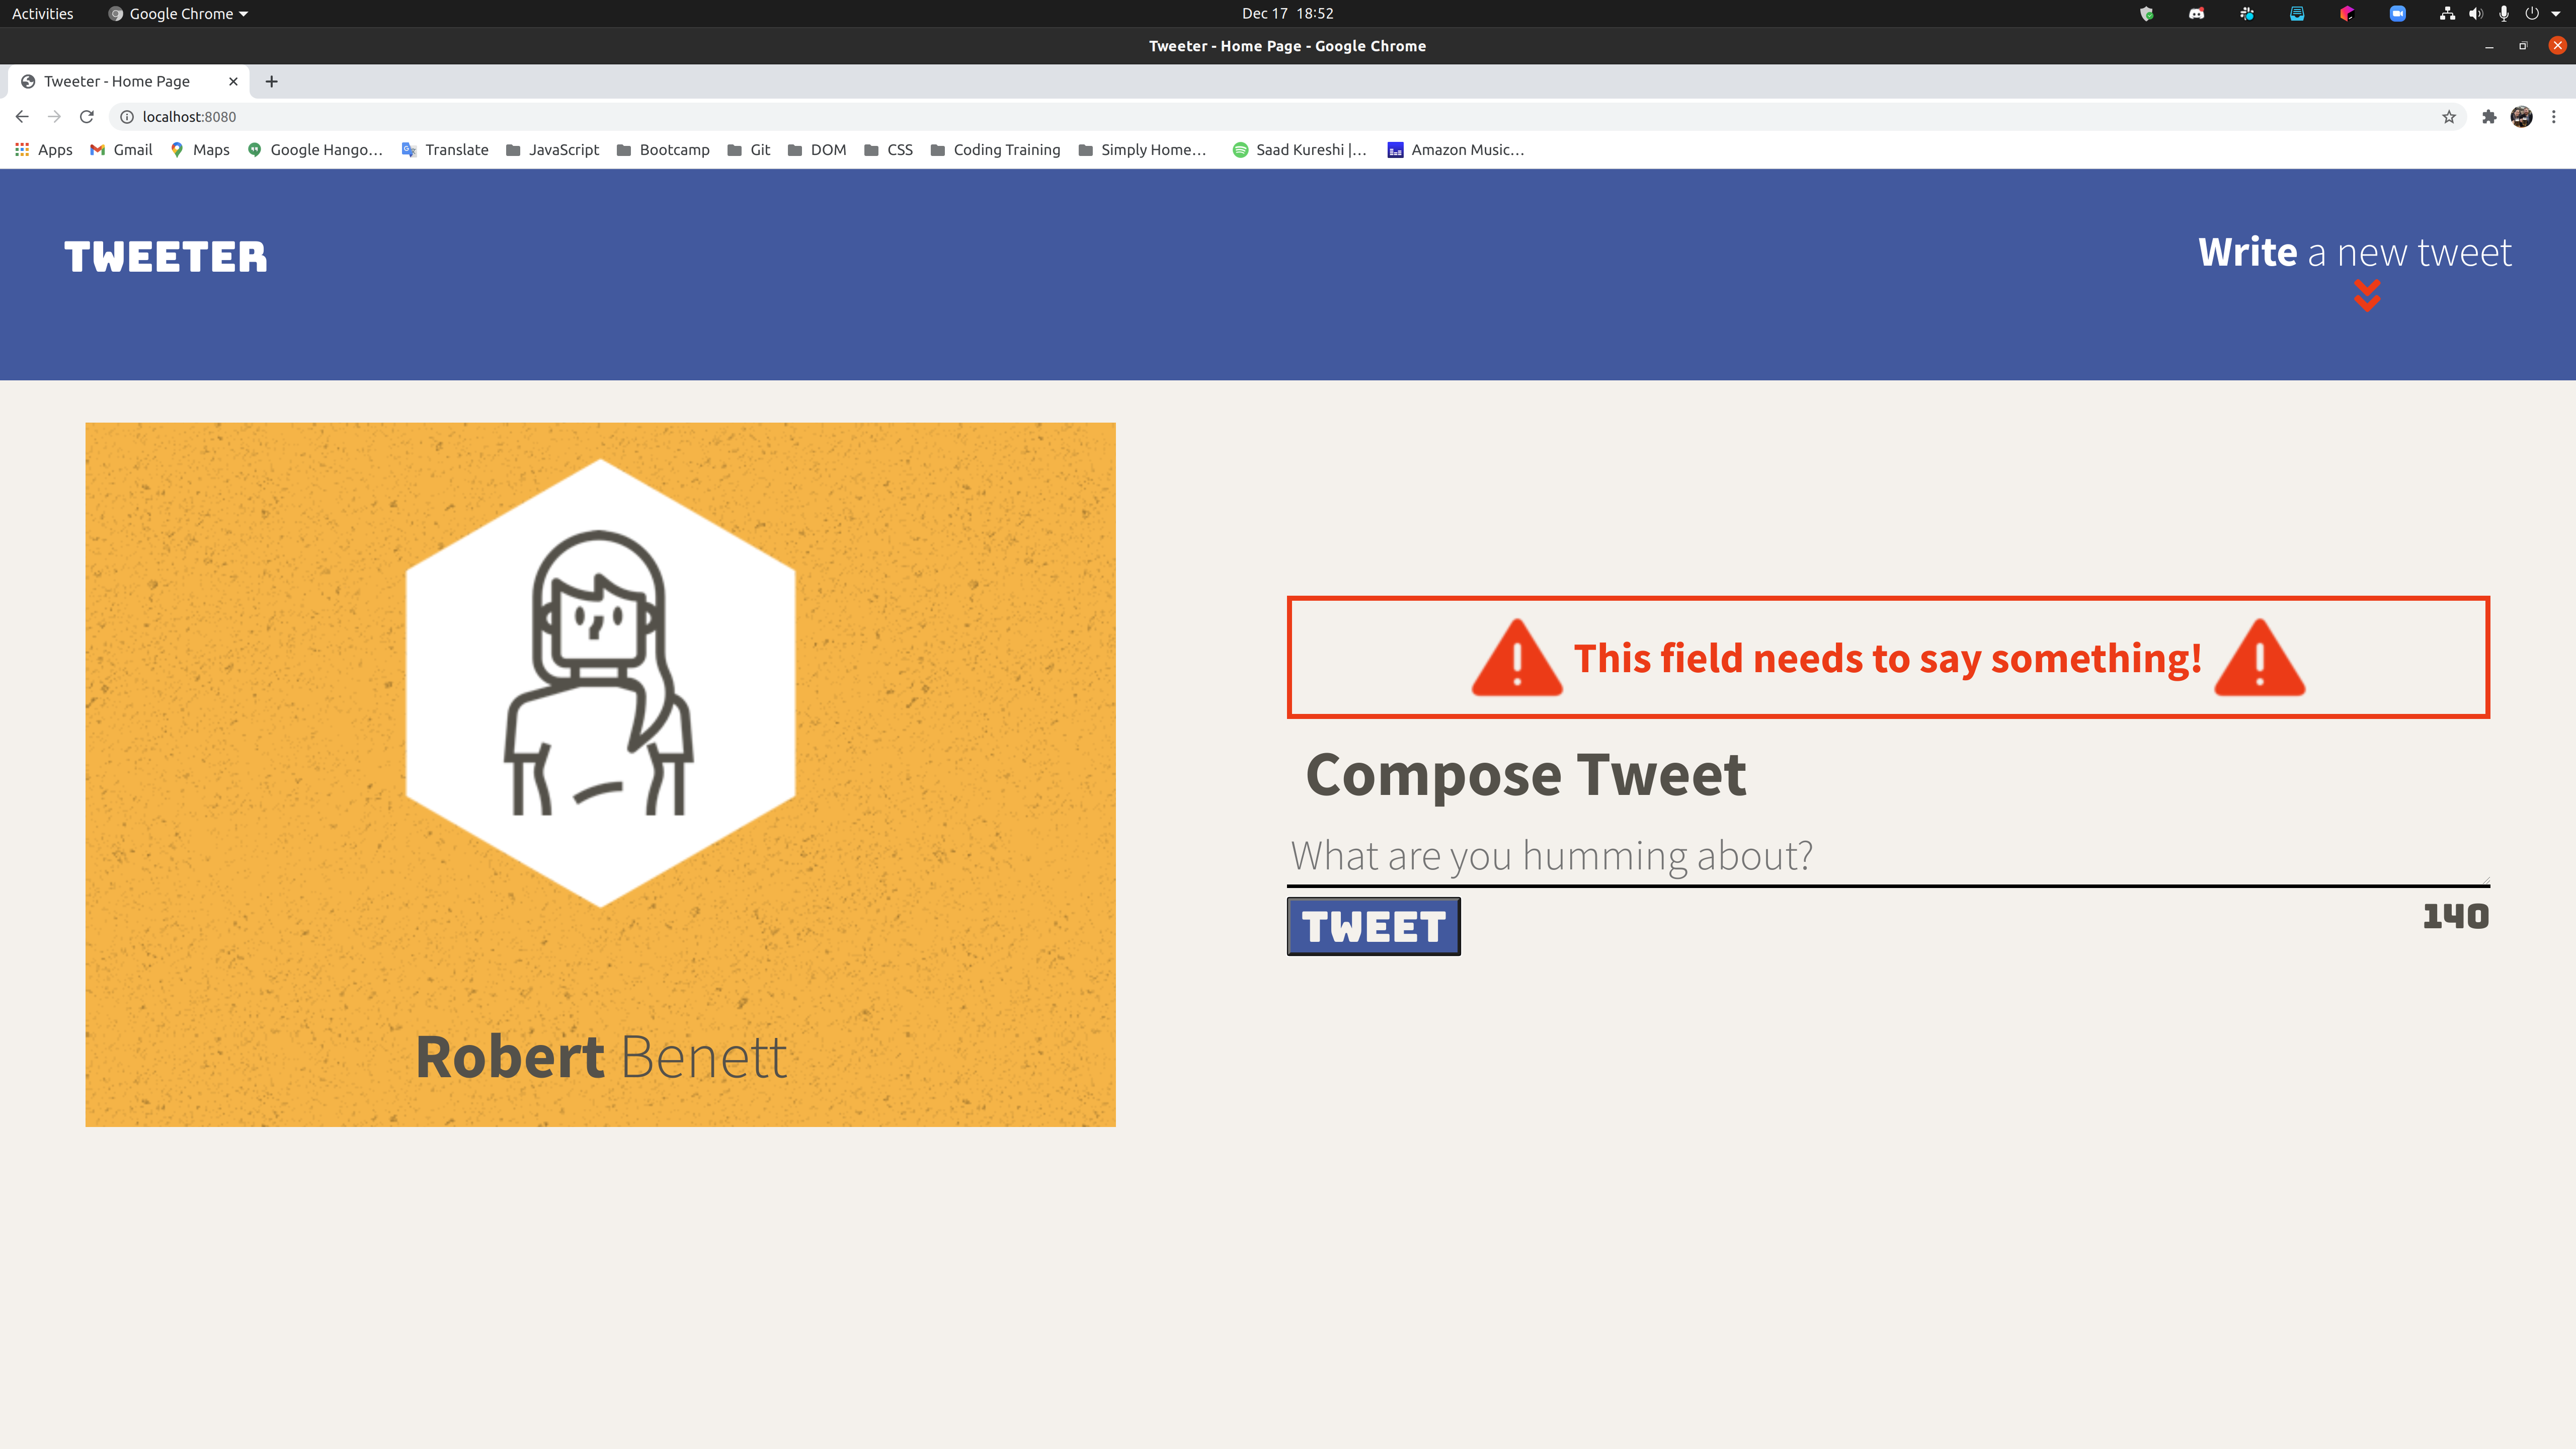 Activities Google Chrome Dec 17 18:52
Tweeter - Home Page - Google Chrome
Tweeter - Home Page
localhost:8080
Apps Gmail Maps Google Hango... Translate JavaScript Bootcamp Git DOM CSS Coding Training Simply Home... Saad Kureshi |... Amazon Music...
TWEETER
Write a new tweet
This field needs to say something!
Compose Tweet
What are you humming about?
TWEET 140
Robert Benett